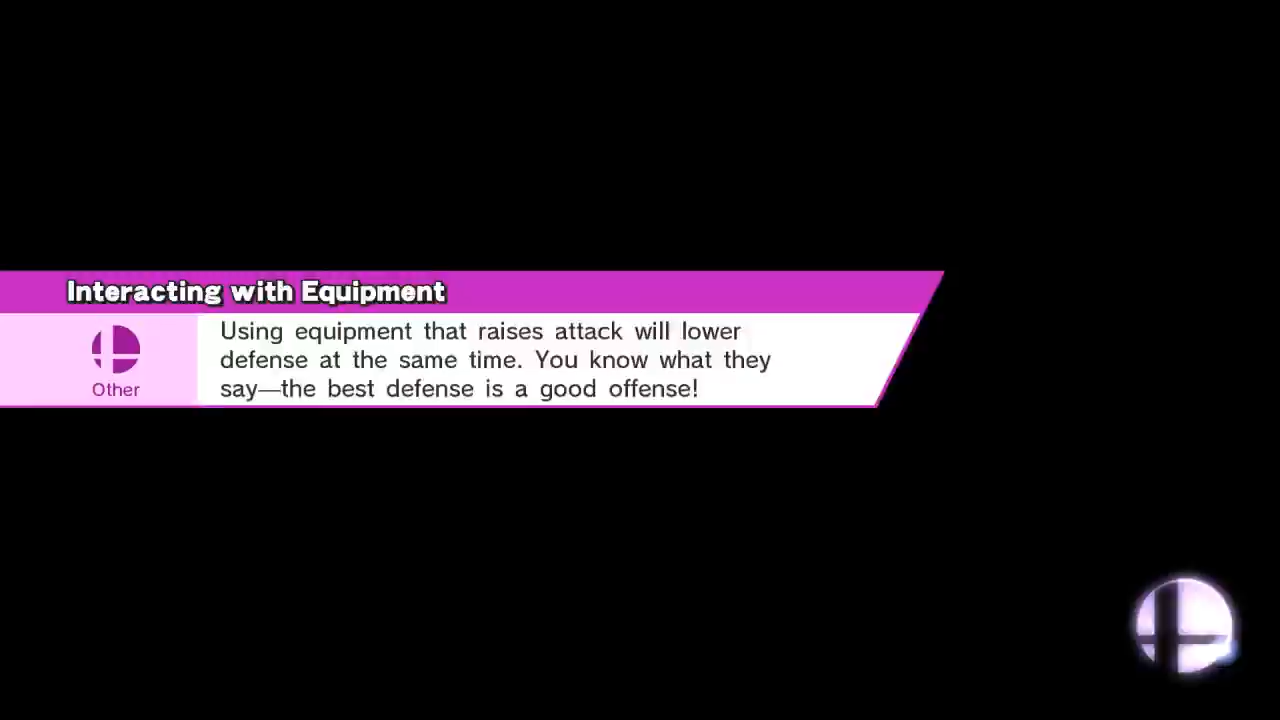 Interacting with Equipment
Using equipment that raises attack will lower
defense at the same time. You know what they
say—the best defense is a good offense!
Other